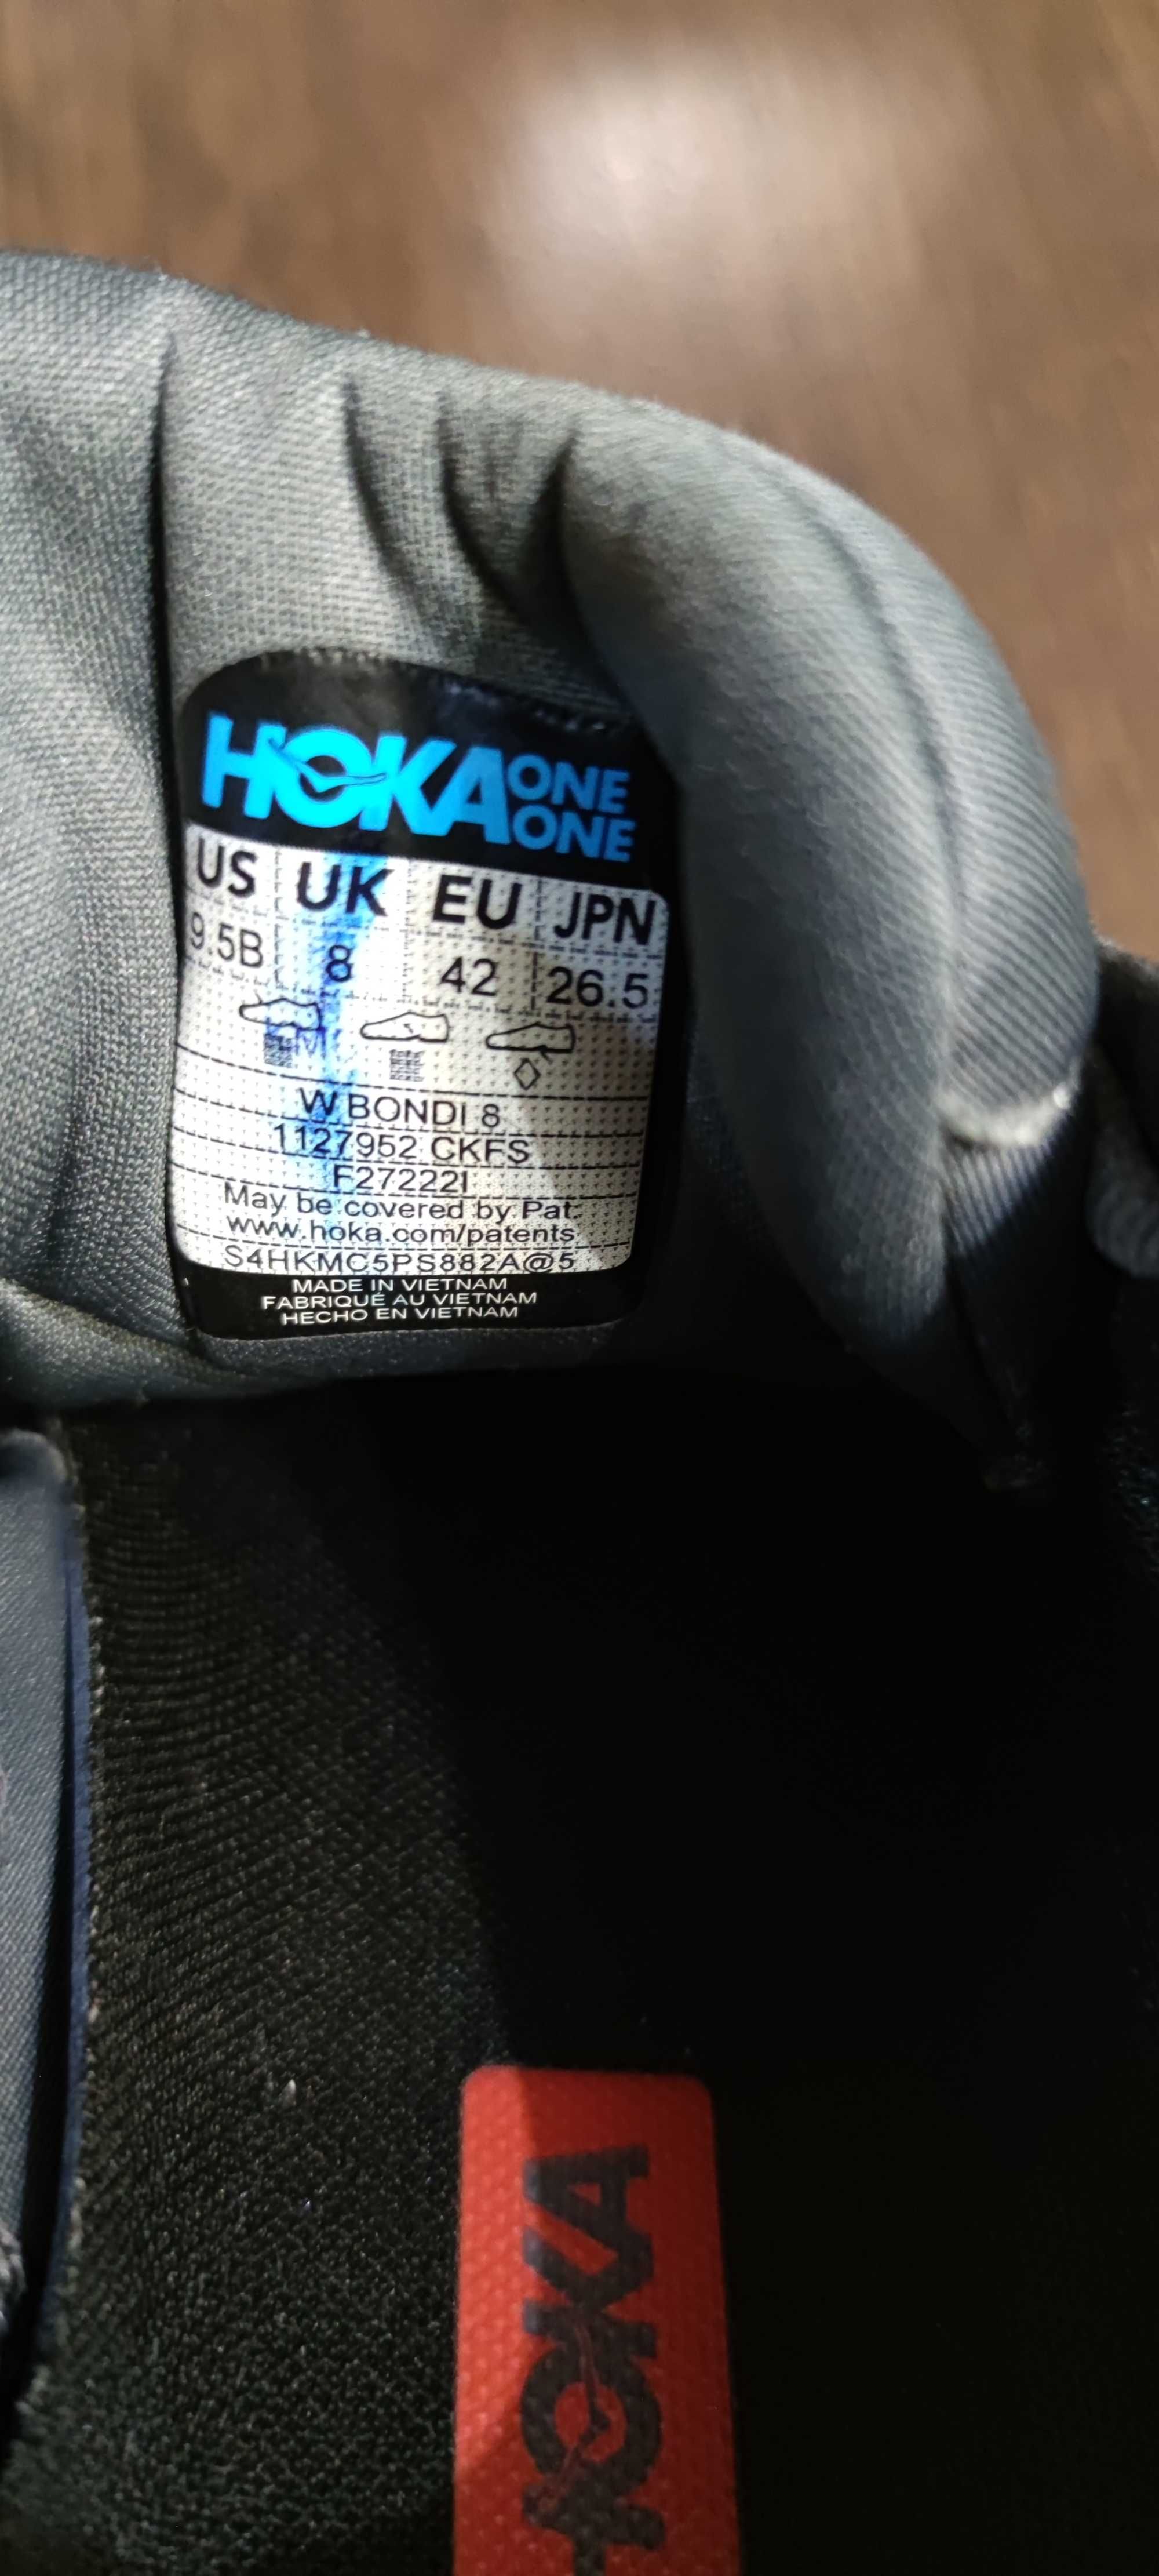 HOKA ONE ONE
US UK EU JPN
9.5B 8 42 26.5
W BONDI 8
1127952 CKFS
F27222I
May be covered by Pat.
www.hoka.com/patents
S4HKMC5PS882A@5
MADE IN VIETNAM
FABRIQUÉ AU VIETNAM
HECHO EN VIETNAM
HOKA